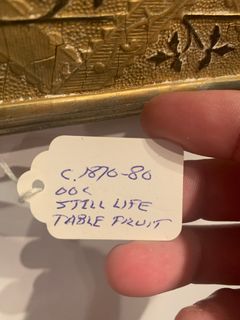 C. 1870-80
OOC
STILL LIFE
TABLE FRUIT